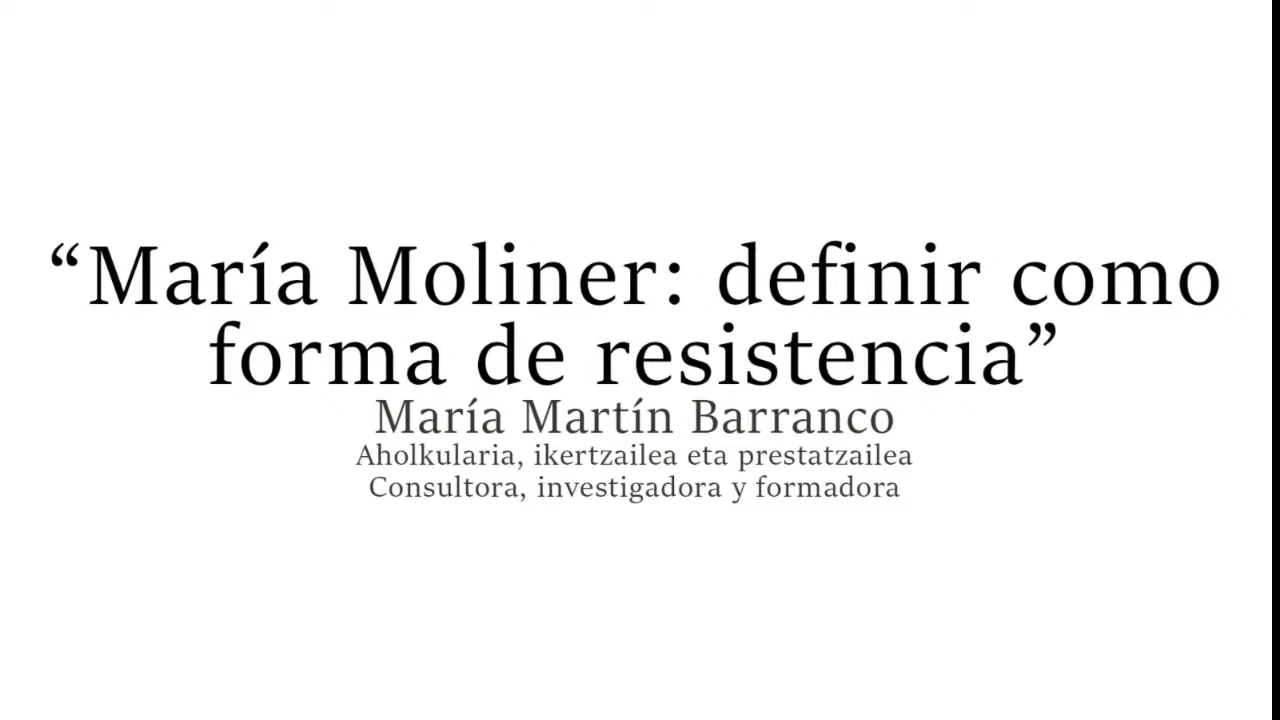 “María Moliner: definir como
forma de resistencia”
María Martín Barranco
Aholkularia, ikertzailea eta prestatzailea
Consultora, investigadora y formadora